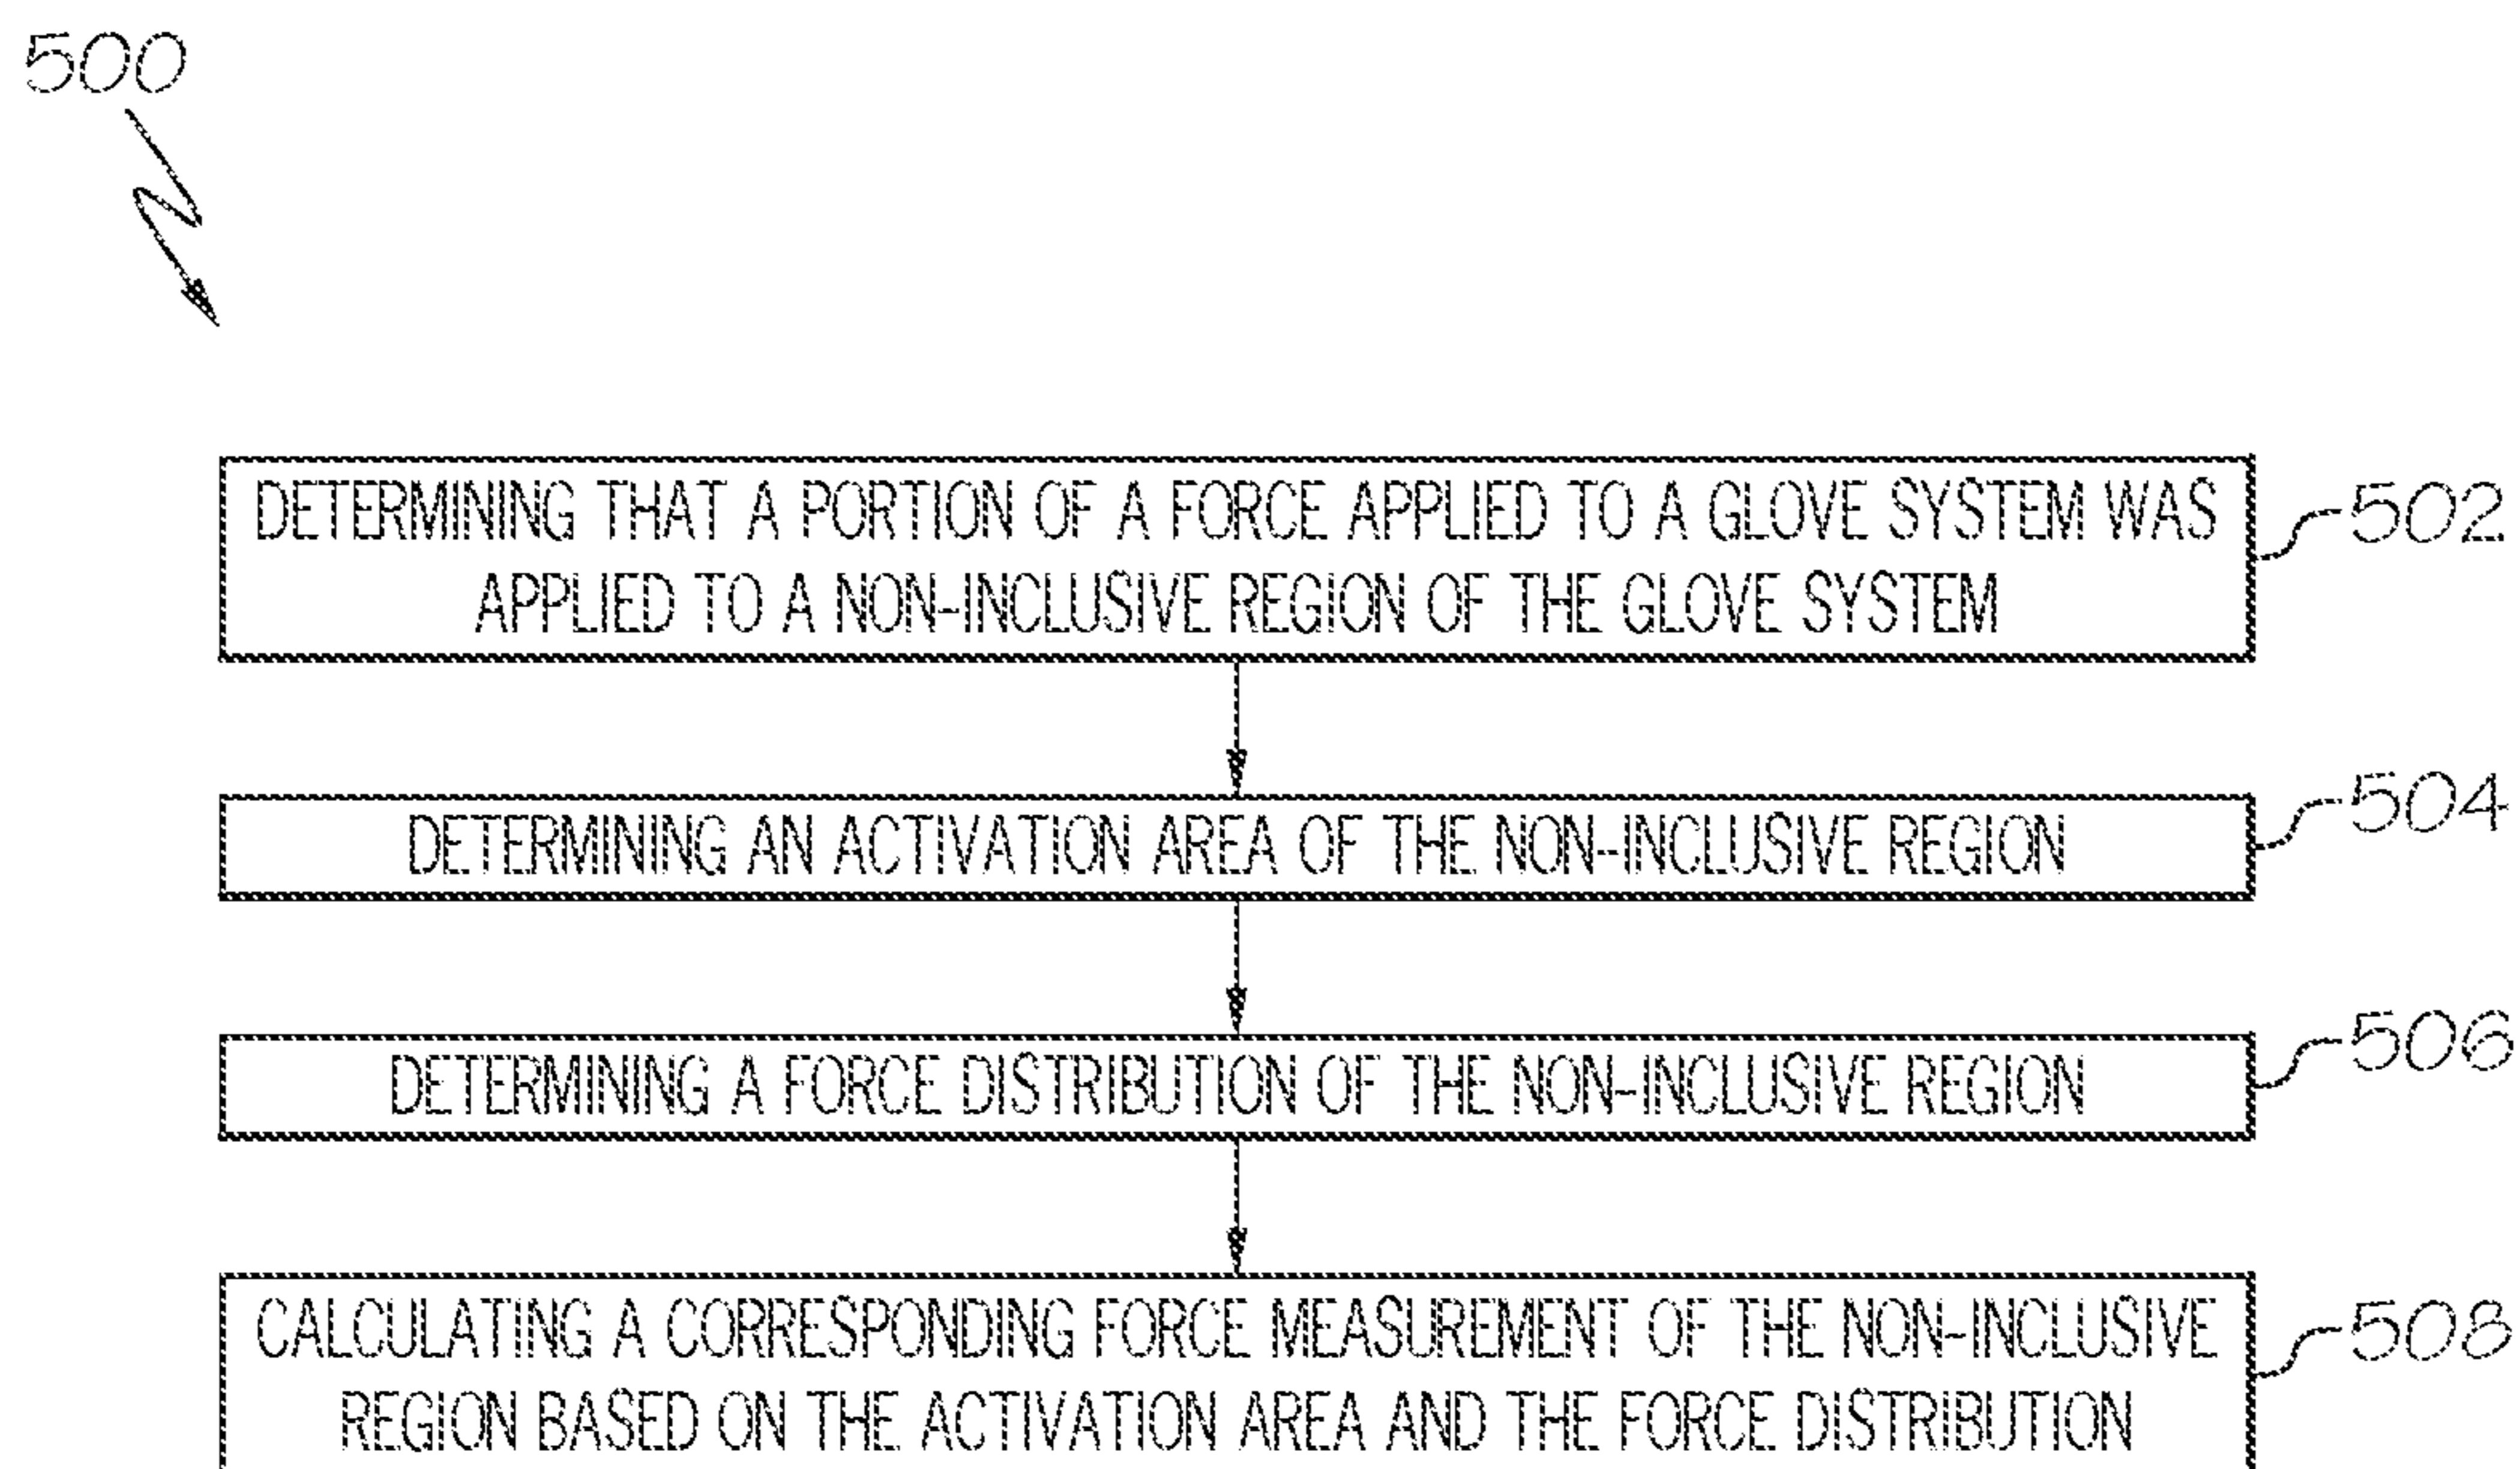 500
DETERMINING THAT A PORTION OF A FORCE APPLIED TO A GLOVE SYSTEM WAS
APPLIED TO A NON-INCLUSIVE REGION OF THE GLOVE SYSTEM
502
DETERMINING AN ACTIVATION AREA OF THE NON-INCLUSIVE REGION
504
DETERMINING A FORCE DISTRIBUTION OF THE NON-INCLUSIVE REGION
506
CALCULATING A CORRESPONDING FORCE MEASUREMENT OF THE NON-INCLUSIVE
REGION BASED ON THE ACTIVATION AREA AND THE FORCE DISTRIBUTION
508